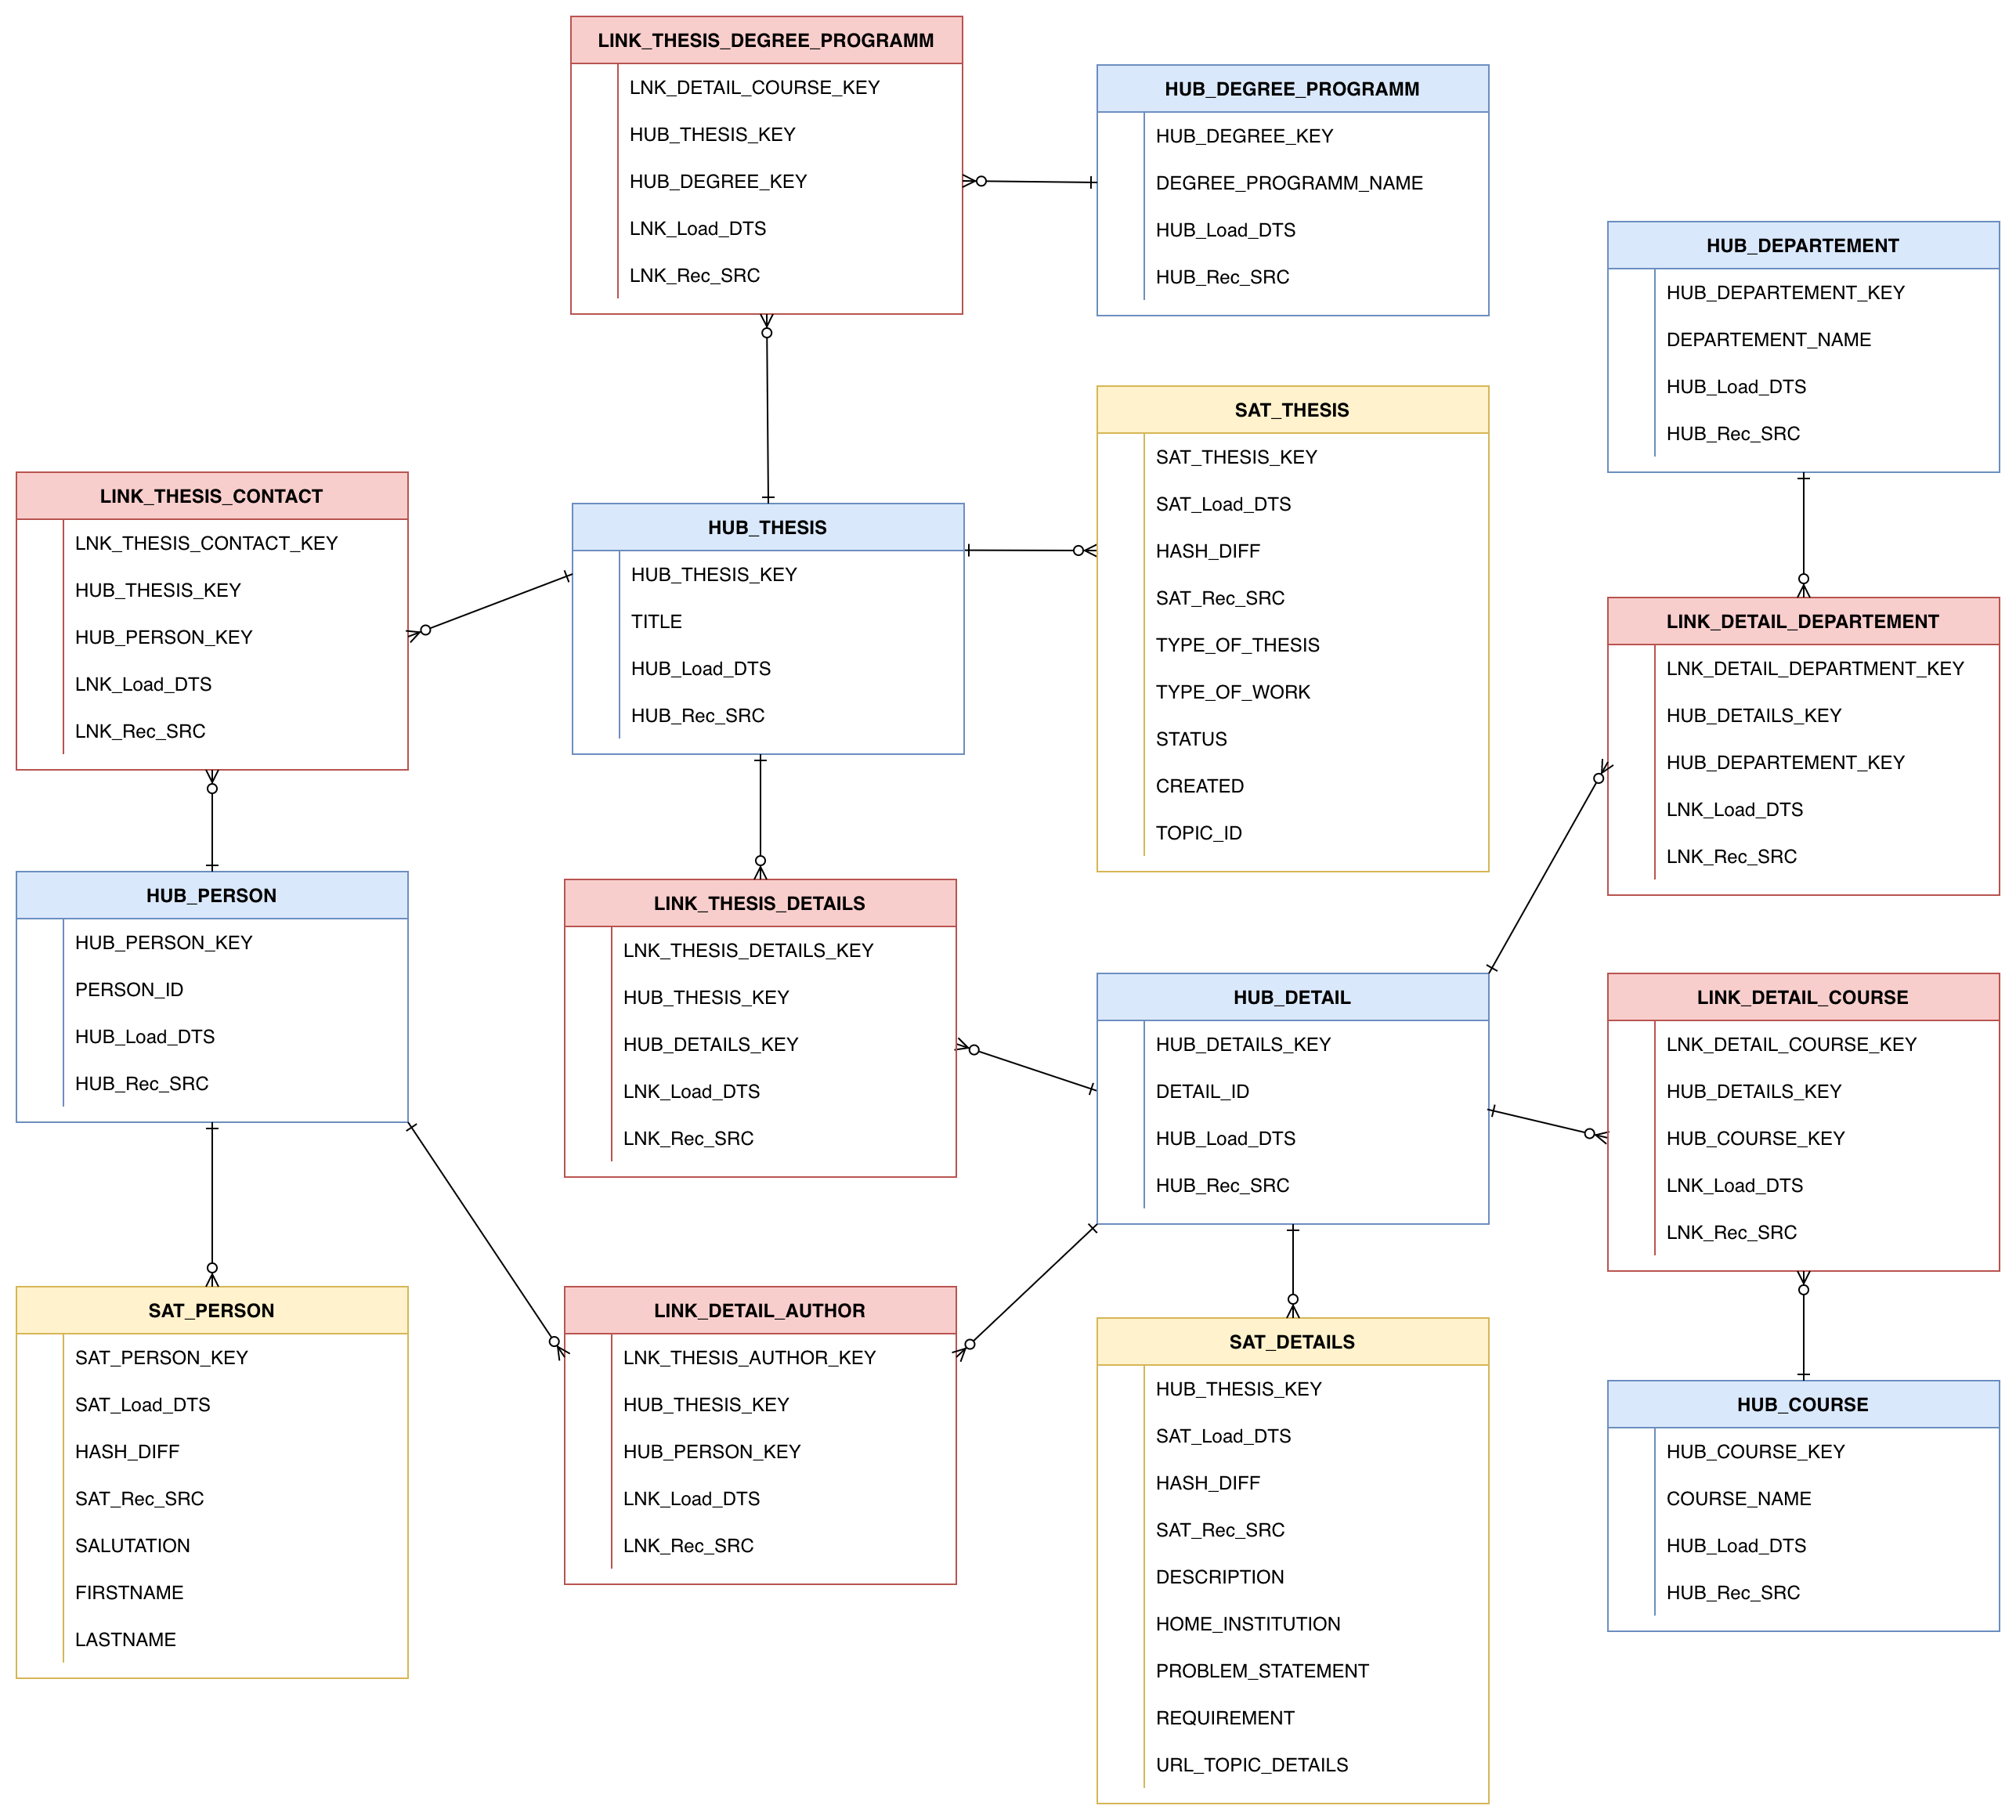 LINK_THESIS_DEGREE_PROGRAMM
LNK_DETAIL_COURSE_KEY
HUB_THESIS_KEY
HUB_DEGREE_KEY
LNK_Load_DTS
LNK_Rec_SRC
HUB_DEGREE_PROGRAMM
HUB_DEGREE_KEY
DEGREE_PROGRAMM_NAME
HUB_Load_DTS
HUB_Rec_SRC
HUB_DEPARTEMENT
HUB_DEPARTEMENT_KEY
DEPARTEMENT_NAME
HUB_Load_DTS
HUB_Rec_SRC
SAT_THESIS
SAT_THESIS_KEY
SAT_Load_DTS
HASH_DIFF
SAT_Rec_SRC
TYPE_OF_THESIS
TYPE_OF_WORK
STATUS
CREATED
TOPIC_ID
LINK_THESIS_CONTACT
LNK_THESIS_CONTACT_KEY
HUB_THESIS_KEY
HUB_PERSON_KEY
LNK_Load_DTS
LNK_Rec_SRC
HUB_THESIS
HUB_THESIS_KEY
TITLE
HUB_Load_DTS
HUB_Rec_SRC
LINK_DETAIL_DEPARTEMENT
LNK_DETAIL_DEPARTMENT_KEY
HUB_DETAILS_KEY
HUB_DEPARTEMENT_KEY
LNK_Load_DTS
LNK_Rec_SRC
HUB_PERSON
HUB_PERSON_KEY
PERSON_ID
HUB_Load_DTS
HUB_Rec_SRC
LINK_THESIS_DETAILS
LNK_THESIS_DETAILS_KEY
HUB_THESIS_KEY
HUB_DETAILS_KEY
LNK_Load_DTS
LNK_Rec_SRC
HUB_DETAIL
HUB_DETAILS_KEY
DETAIL_ID
HUB_Load_DTS
HUB_Rec_SRC
LINK_DETAIL_COURSE
LNK_DETAIL_COURSE_KEY
HUB_DETAILS_KEY
HUB_COURSE_KEY
LNK_Load_DTS
LNK_Rec_SRC
SAT_PERSON
SAT_PERSON_KEY
SAT_Load_DTS
HASH_DIFF
SAT_Rec_SRC
SALUTATION
FIRSTNAME
LASTNAME
LINK_DETAIL_AUTHOR
LNK_THESIS_AUTHOR_KEY
HUB_THESIS_KEY
HUB_PERSON_KEY
LNK_Load_DTS
LNK_Rec_SRC
SAT_DETAILS
HUB_THESIS_KEY
SAT_Load_DTS
HASH_DIFF
SAT_Rec_SRC
DESCRIPTION
HOME_INSTITUTION
PROBLEM_STATEMENT
REQUIREMENT
URL_TOPIC_DETAILS
HUB_COURSE
HUB_COURSE_KEY
COURSE_NAME
HUB_Load_DTS
HUB_Rec_SRC